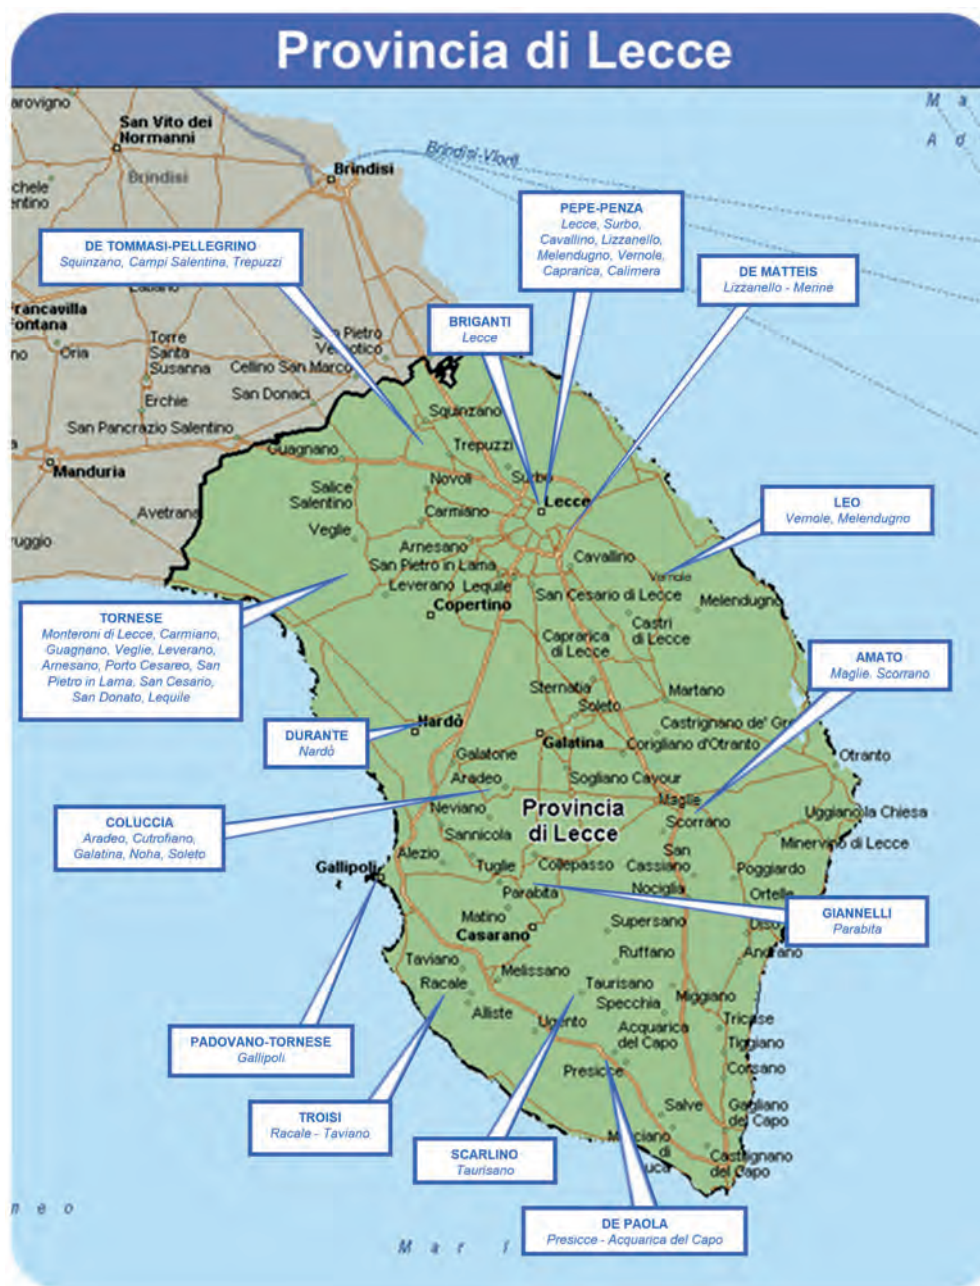 Provincia di Lecce
arovigno
San Vito dei
Normanni
Brindisi
Brindisi
Brindisi-Vlorë
M a
A d
DE TOMMASI-PELLEGRINO
Squinzano, Campi Salentina, Trepuzzi
PEPE-PENZA
Lecce, Surbo,
Cavallino, Lizzanello,
Melendugno, Vernole,
Caprarica, Calimera
DE MATTEIS
Lizzanello - Merine
BRIGANTI
Lecce
rancavilla
Fontana
Oria
Torre
Santa
Susanna
Erchie
San Pietro
Cellino San Marco
San Donaci
San Pancrazio Salentino
Manduria
Avetrana
ruggio
Squinzano
Trepuzzi
Guagnano
Surbo
Salice
Salentino
Novoli
Lecce
Carmiano
Veglie
LEO
Vernole, Melendugno
Arnesano
San Pietro in Lama
Cavallino
Leverano
Lequile
Vernole
San Cesario di Lecce
Copertino
Melendugno
Castri
di Lecce
Caprarica
di Lecce
TORNESE
Monteroni di Lecce, Carmiano,
Guagnano, Veglie, Leverano,
Arnesano, Porto Cesareo, San
Pietro in Lama, San Cesario,
San Donato, Lequile
AMATO
Maglie, Scorrano
Sternatia
Martano
Soleto
DURANTE
Nardò
Nardò
Castrignano de' Gre
Galatina
Corigliano d'Otranto
Galatone
Otranto
Aradeo
Sogliano Cavour
Neviano
Maglie
Provincia
di Lecce
Scorrano
Uggiano la Chiesa
Minervino di Lecce
COLUCCIA
Aradeo, Cutrofiano,
Galatina, Noha, Soleto
Sannicola
San
Cassiano
Alezio
Tuglie
Collepasso
Gallipoli
Poggiardo
Nociglia
Ortelle
Parabita
GIANNELLI
Parabita
Matino
Casarano
Supersano
Diso
Andrano
Ruffano
Taviano
Melissano
Racale
Taurisano
Miggiano
Specchia
Alliste
Ugento
Acquarica
del Capo
Tricase
Tiggiano
PADOVANO-TORNESE
Gallipoli
Presicce
Corsano
TROISI
Racale - Taviano
Salve
Gagliano
del Capo
SCARLINO
Taurisano
Castrignano
del Capo
DE PAOLA
Presicce - Acquarica del Capo
n e o
M a r